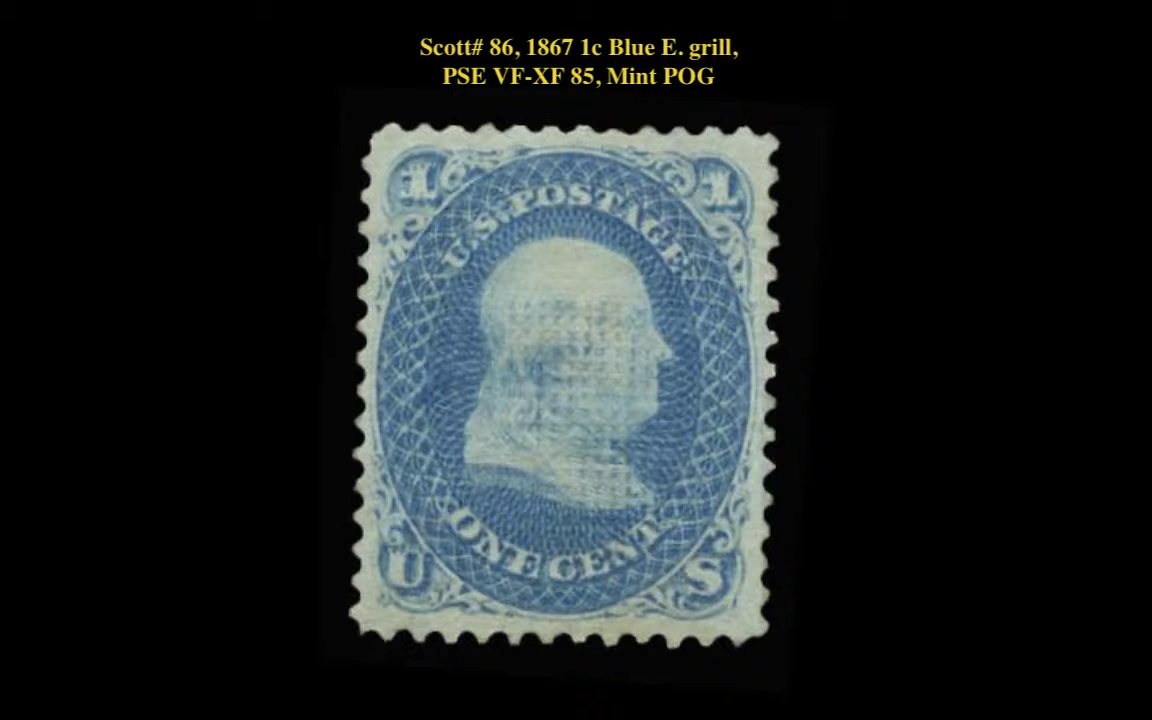 Scott# 86, 1867 1c Blue E. grill,
PSE VF-XF 85, Mint POG
1 1
U.S. POSTAGE
ONE CENT
U S